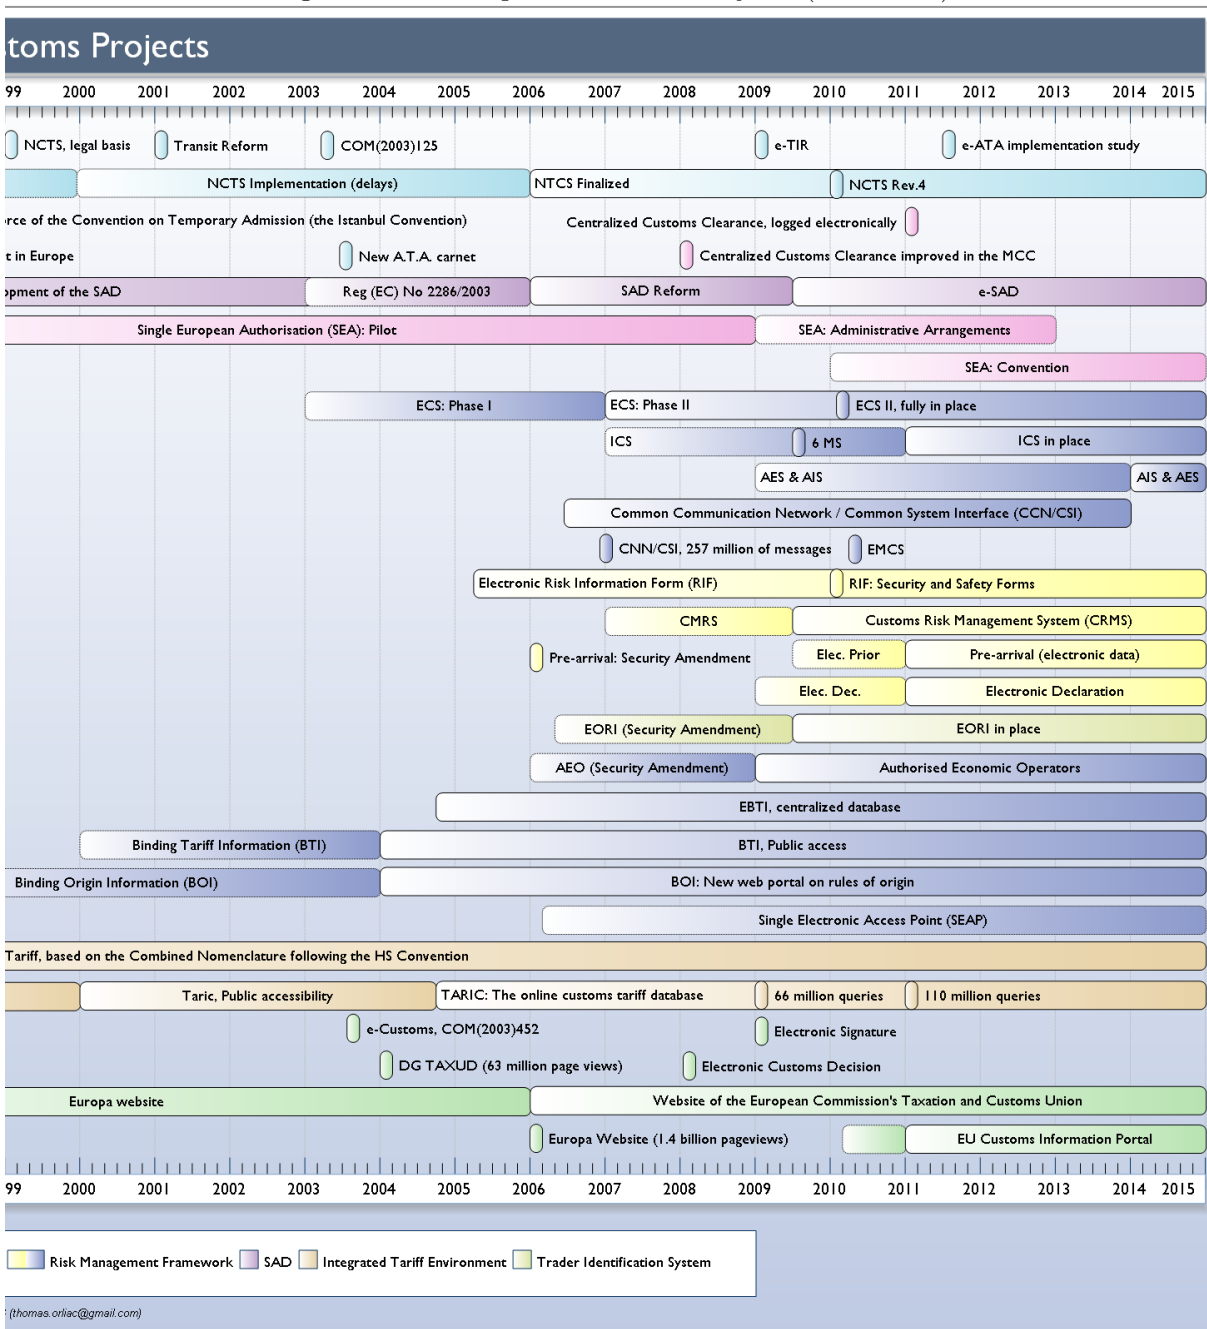 toms Projects
99 2000 2001 2002 2003 2004 2005 2006 2007 2008 2009 2010 2011 2012 2013 2014 2015
NCTS, legal basis Transit Reform COM(2003)125 e-TIR e-ATA implementation study
NCTS Implementation (delays) NTCS Finalized NCTS Rev.4
rce of the Convention on Temporary Admission (the Istanbul Convention) Centralized Customs Clearance, logged electronically
t in Europe New A.T.A. carnet Centralized Customs Clearance improved in the MCC
opment of the SAD Reg (EC) No 2286/2003 SAD Reform e-SAD
Single European Authorisation (SEA): Pilot SEA: Administrative Arrangements
SEA: Convention
ECS: Phase I ECS: Phase II ECS II, fully in place
ICS 6 MS ICS in place
AES & AIS AIS & AES
Common Communication Network / Common System Interface (CCN/CSI)
CNN/CSI, 257 million of messages EMCS
Electronic Risk Information Form (RIF) RIF: Security and Safety Forms
CMRS Customs Risk Management System (CRMS)
Pre-arrival: Security Amendment Elec. Prior Pre-arrival (electronic data)
Elec. Dec. Electronic Declaration
EORI (Security Amendment) EORI in place
AEO (Security Amendment) Authorised Economic Operators
EBTI, centralized database
Binding Tariff Information (BTI) BTI, Public access
Binding Origin Information (BOI) BOI: New web portal on rules of origin
Single Electronic Access Point (SEAP)
Tariff, based on the Combined Nomenclature following the HS Convention
Taric, Public accessibility TARIC: The online customs tariff database 66 million queries 110 million queries
e-Customs, COM(2003)452 Electronic Signature
DG TAXUD (63 million page views) Electronic Customs Decision
Europa website Website of the European Commission's Taxation and Customs Union
Europa Website (1.4 billion pageviews) EU Customs Information Portal
99 2000 2001 2002 2003 2004 2005 2006 2007 2008 2009 2010 2011 2012 2013 2014 2015
Risk Management Framework SAD Integrated Tariff Environment Trader Identification System
(thomas.orliac@gmail.com)